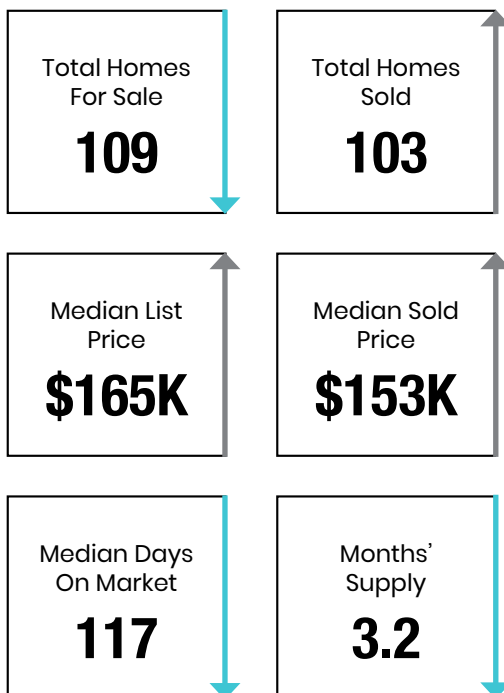 Total Homes
For Sale
109
Total Homes
Sold
103
Median List
Price
$165K
Median Sold
Price
$153K
Median Days
On Market
117
Months’
Supply
3.2